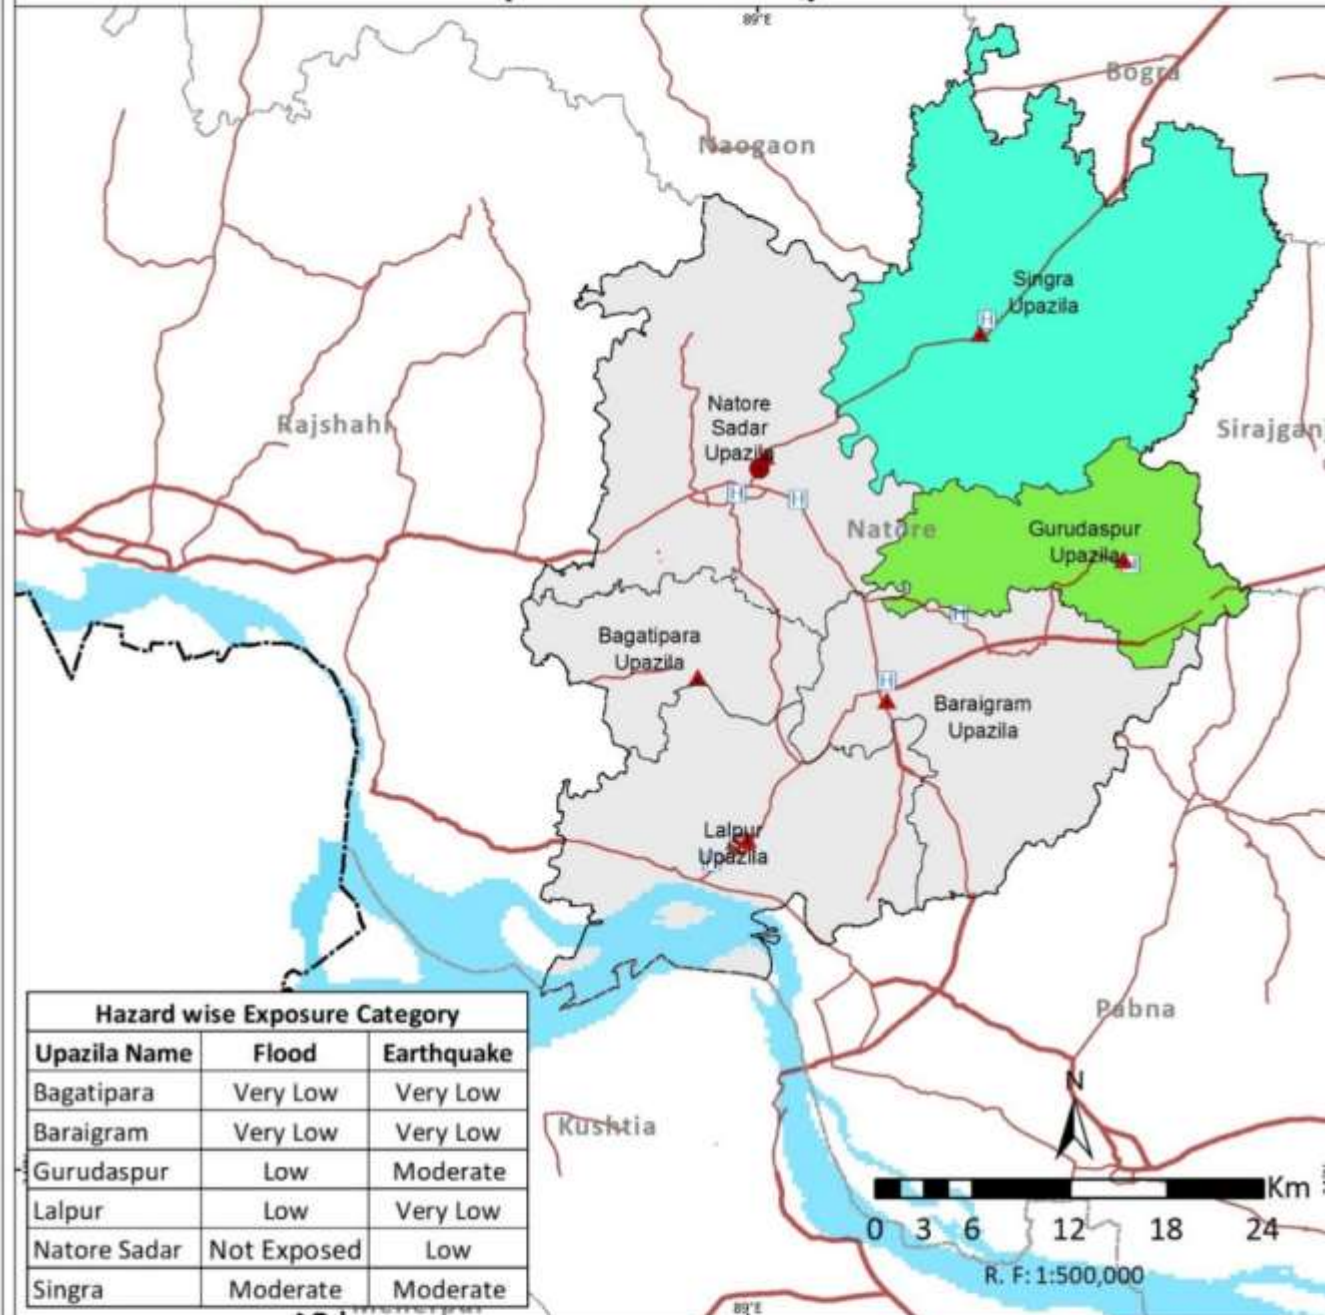 89°E
Bogra
Naogaon
Singra
Upazila
Natore
Sadar
Upazila
Rajshahi
Sirajganj
Natore
Gurudaspur
Upazila
H
H
H
H
H
Bagatipara
Upazila
Baraigram
Upazila
Lalpur
Upazila
Pabna
Kushtia
N
Km
0 3 6 12 18 24
R. F: 1:500,000
Hazard wise Exposure Category
Upazila Name Flood Earthquake
Bagatipara Very Low Very Low
Baraigram Very Low Very Low
Gurudaspur Low Moderate
Lalpur Low Very Low
Natore Sadar Not Exposed Low
Singra Moderate Moderate
89°E